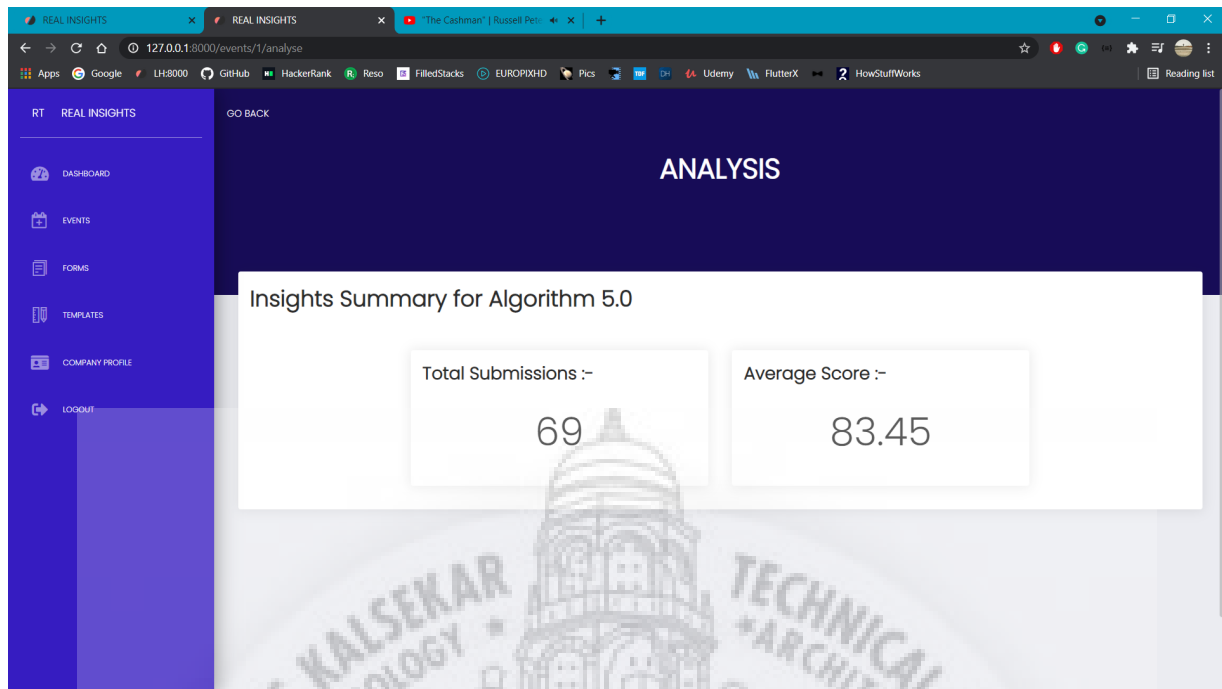 REAL INSIGHTS
REAL INSIGHTS
"The Cashman" | Russell Pete
127.0.0.1:8000/events/1/analyse
Apps Google LH:8000 GitHub HackerRank Reso FilledStacks EUROPIXHD Pics DH Udemy FlutterX HowStuffWorks Reading list
RT REAL INSIGHTS
DASHBOARD
EVENTS
FORMS
TEMPLATES
COMPANY PROFILE
LOGOUT
GO BACK
ANALYSIS
Insights Summary for Algorithm 5.0
Total Submissions :-
69
Average Score :-
83.45
KALSEKAR TECHNICAL